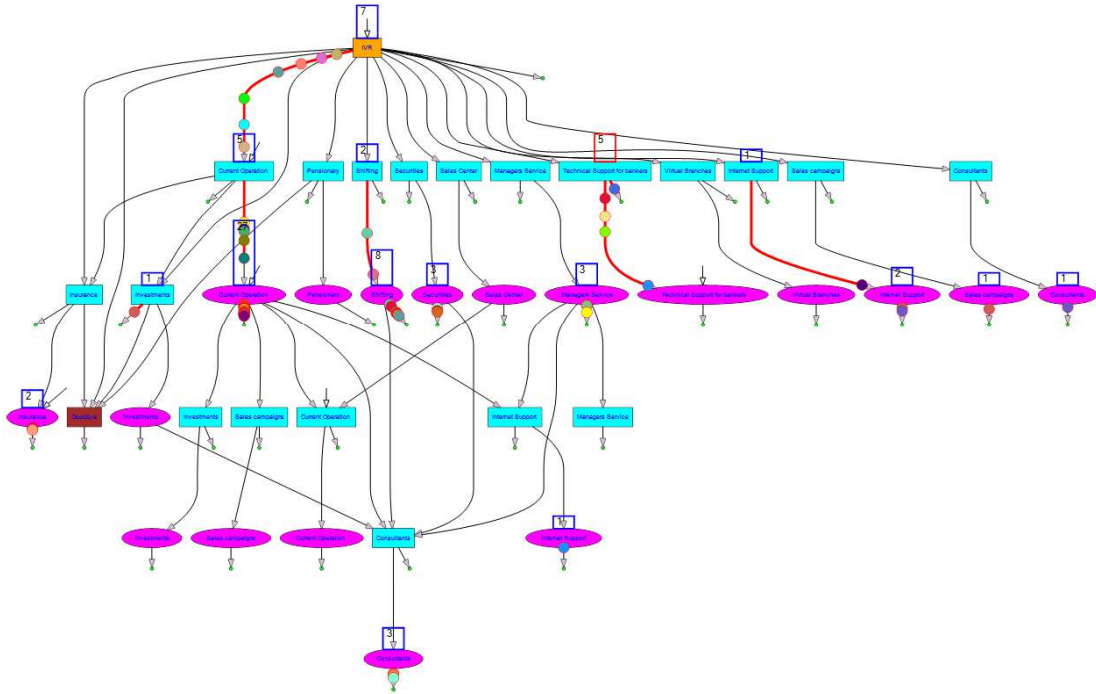 7
IVR
5
2
5
1
Current Operation
Pensionary
Shifting
Securities
Sales Center
Managers Service
Technical Support for bankers
Virtual Branches
Internet Support
Sales campaigns
Consultants
27
8
1
3
3
2
1
1
Insurance
Investments
Current Operation
Pensionary
Shifting
Securities
Sales Center
Managers Service
Technical Support for bankers
Virtual Branches
Internet Support
Sales campaigns
Consultants
2
Insurance
Goodbye
Investments
Investments
Sales campaigns
Current Operation
Internet Support
Managers Service
1
Investments
Sales campaigns
Current Operation
Consultants
Internet Support
3
Consultants